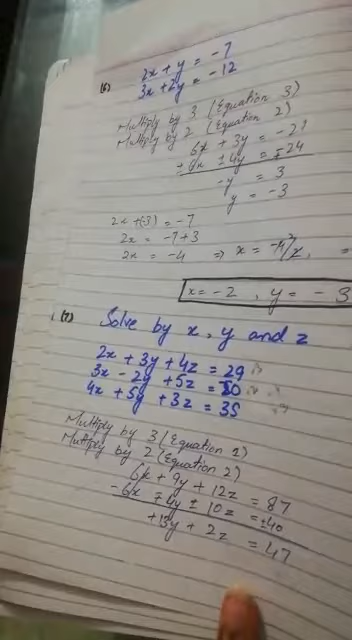 (6) 2x + y = -7
3x + 2y = -12
Multiply by 3 (Equation 3)
Multiply by 2 (Equation 2)
6x + 3y = -21
± 6x ± 4y = ∓24
-y = 3
y = -3
2x +(-3) = -7
2x = -7+3
2x = -4 ⇒ x = -4²/2, =
x = -2 , y = -3
(7) Solve by x, y and z
2x + 3y + 4z = 29
3x - 2y + 5z = 20
4x + 5y + 3z = 35
Multiply by 3 (Equation 1)
Multiply by 2 (Equation 2)
6x + 9y + 12z = 87
- 6x ∓ 4y ± 10z = ±40
+13y + 2z = 47